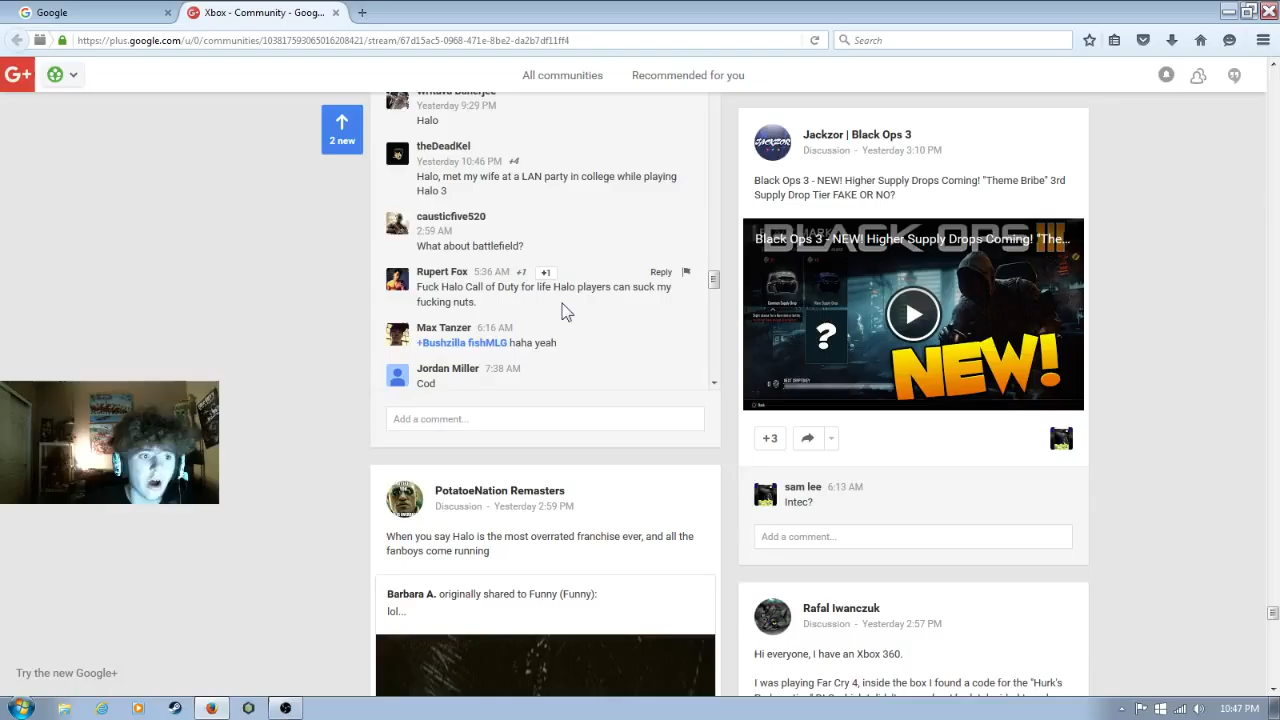 Google
Xbox - Community - Goog...
https://plus.google.com/u/0/communities/103817593065016208421/stream/67d15ac5-0968-471e-8be2-da2b7df11ff4
Search
G+
All communities
Recommended for you
2 new
Yesterday 9:29 PM
Halo
theDeadKel
Yesterday 10:46 PM +4
Halo, met my wife at a LAN party in college while playing
Halo 3
causticfive520
2:59 AM
What about battlefield?
Rupert Fox 5:36 AM +1 +1 Reply
Fuck Halo Call of Duty for life Halo players can suck my
fucking nuts.
Max Tanzer 6:16 AM
+Bushzilla fishMLG haha yeah
Jordan Miller 7:38 AM
Cod
Add a comment...
PotatoeNation Remasters
Discussion - Yesterday 2:59 PM
When you say Halo is the most overrated franchise ever, and all the
fanboys come running
Barbara A. originally shared to Funny (Funny):
lol...
Jackzor | Black Ops 3
Discussion - Yesterday 3:10 PM
Black Ops 3 - NEW! Higher Supply Drops Coming! "Theme Bribe" 3rd
Supply Drop Tier FAKE OR NO?
BLACK OPS III
Black Ops 3 - NEW! Higher Supply Drops Coming! "The...
?
NEW!
+3
sam lee 6:13 AM
Intec?
Add a comment...
Rafal Iwanczuk
Discussion - Yesterday 2:57 PM
Hi everyone, I have an Xbox 360.
I was playing Far Cry 4, inside the box I found a code for the "Hurk's
Try the new Google+
10:47 PM